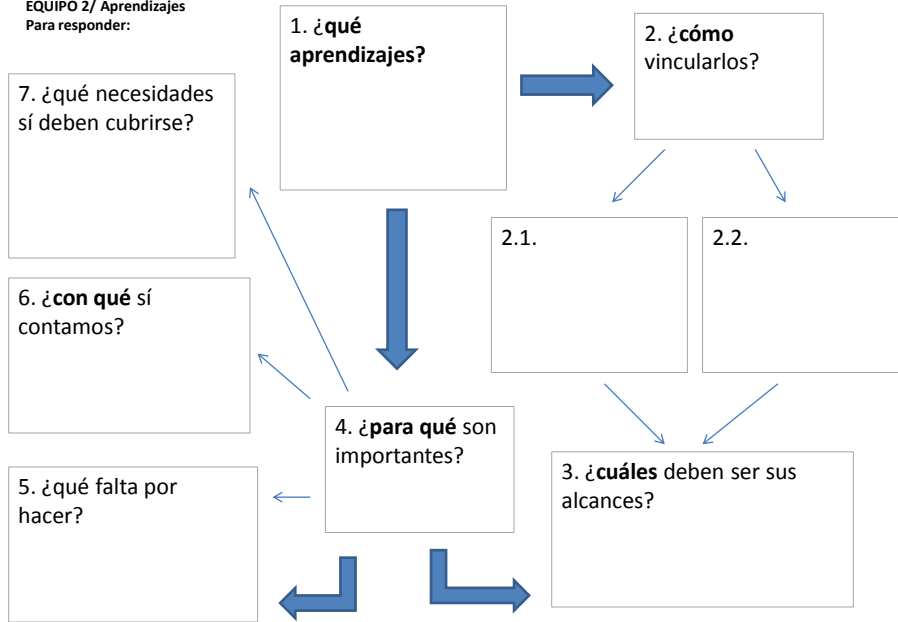 EQUIPO 2/ Aprendizajes
Para responder:
1. ¿qué
aprendizajes?
2. ¿cómo
vincularlos?
7. ¿qué necesidades
sí deben cubrirse?
2.1.
2.2.
6. ¿con qué sí
contamos?
4. ¿para qué son
importantes?
3. ¿cuáles deben ser sus
alcances?
5. ¿qué falta por
hacer?